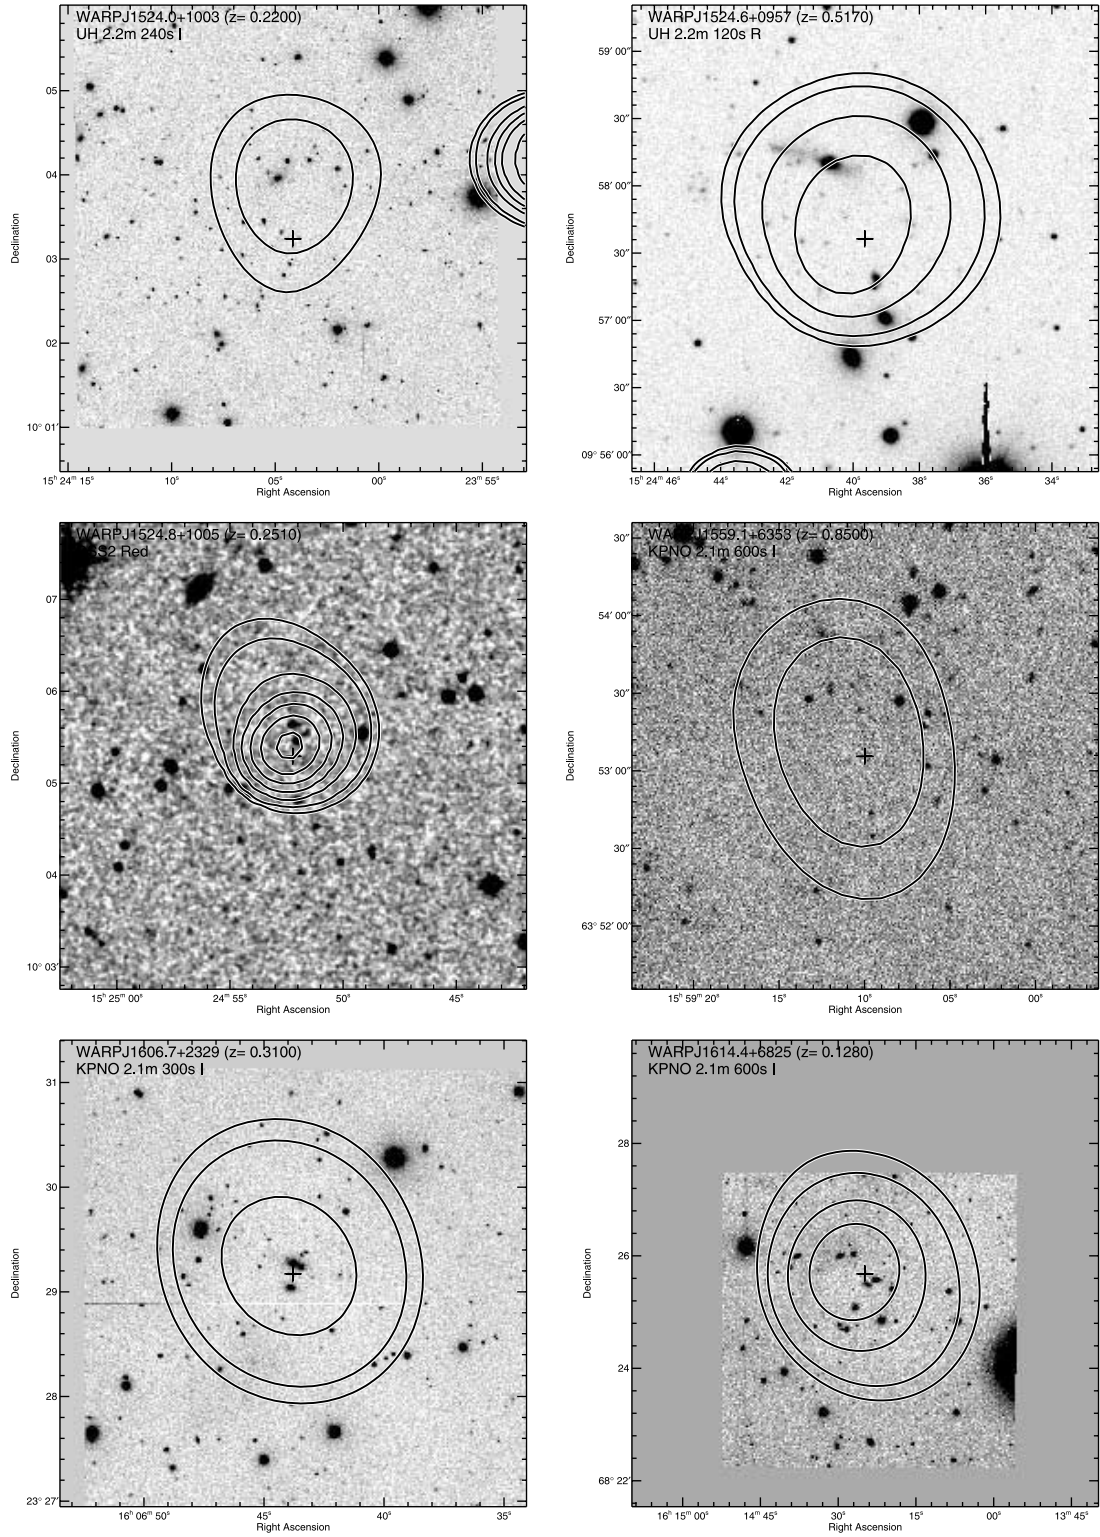 WARPJ1524.0+1003 (z= 0.2200)
UH 2.2m 240s I
05
04
03
02
10° 01′
Declination
15ʰ 24ᵐ 15ˢ 10ˢ 05ˢ 00ˢ 23ᵐ 55ˢ
Right Ascension
WARPJ1524.6+0957 (z= 0.5170)
UH 2.2m 120s R
59′ 00″
30″
58′ 00″
30″
57′ 00″
30″
09° 56′ 00″
Declination
15ʰ 24ᵐ 46ˢ 44ˢ 42ˢ 40ˢ 38ˢ 36ˢ 34ˢ
Right Ascension
WARPJ1524.8+1005 (z= 0.2510)
Red
07
06
05
04
10° 03′
Declination
15ʰ 25ᵐ 00ˢ 24ᵐ 55ˢ 50ˢ 45ˢ
Right Ascension
WARPJ1559.1+6353 (z= 0.8500)
KPNO 2.1m 600s I
30″
54′ 00″
30″
53′ 00″
30″
63° 52′ 00″
Declination
15ʰ 59ᵐ 20ˢ 15ˢ 10ˢ 05ˢ 00ˢ
Right Ascension
WARPJ1606.7+2329 (z= 0.3100)
KPNO 2.1m 300s I
31
30
29
28
23° 27′
Declination
16ʰ 06ᵐ 50ˢ 45ˢ 40ˢ 35ˢ
Right Ascension
WARPJ1614.4+6825 (z= 0.1280)
KPNO 2.1m 600s I
28
26
24
68° 22′
Declination
16ʰ 15ᵐ 00ˢ 14ᵐ 45ˢ 30ˢ 15ˢ 00ˢ 13ᵐ 45ˢ
Right Ascension